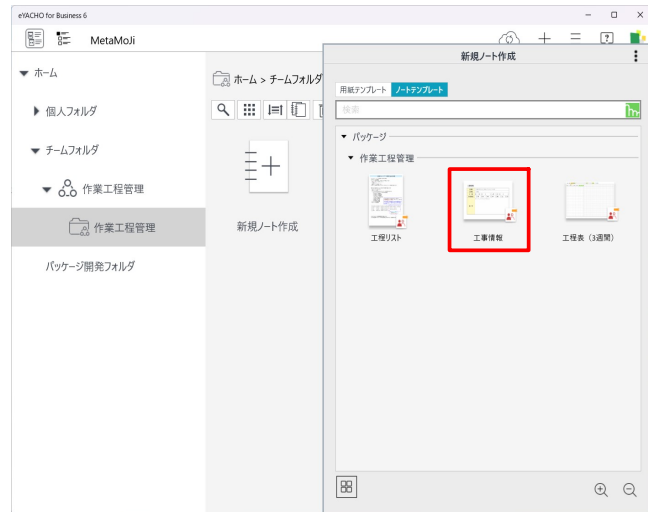 eYACHO for Business 6
MetaMoJi
新規ノート作成
▼ ホーム
▶ 個人フォルダ
▼ チームフォルダ
▼ 作業工程管理
作業工程管理
パッケージ開発フォルダ
ホーム > チームフォルダ
新規ノート作成
用紙テンプレート ノートテンプレート
検索
▼ パッケージ
▼ 作業工程管理
工程リスト
工事情報
工程表（3週間）